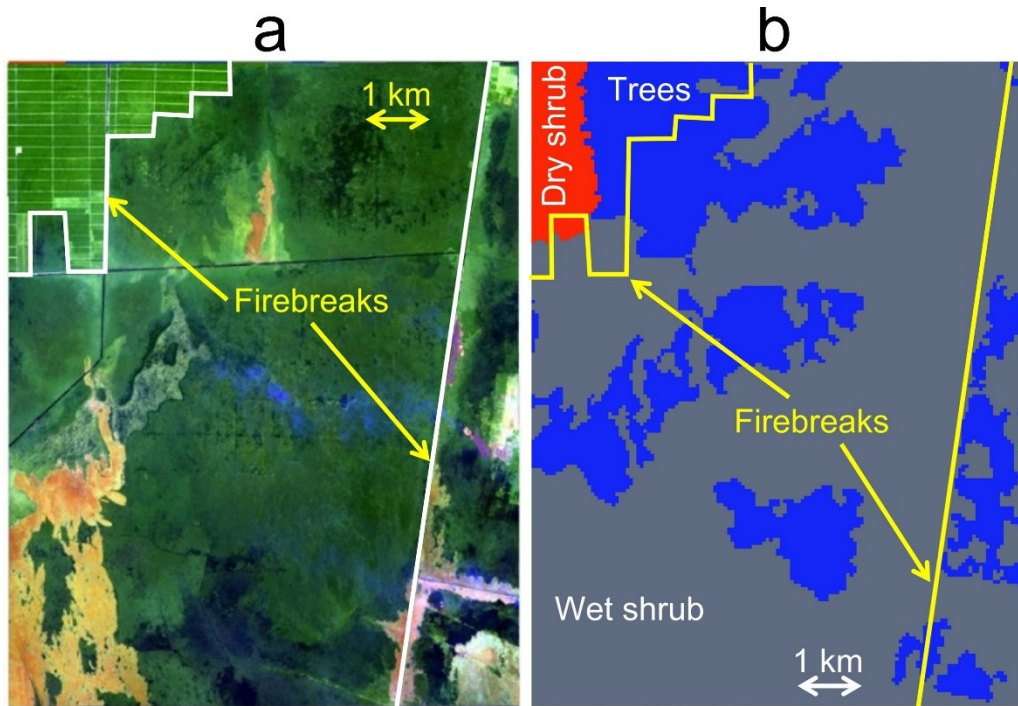 a
b
1 km
Firebreaks
Dry shrub
Trees
Firebreaks
Wet shrub
1 km